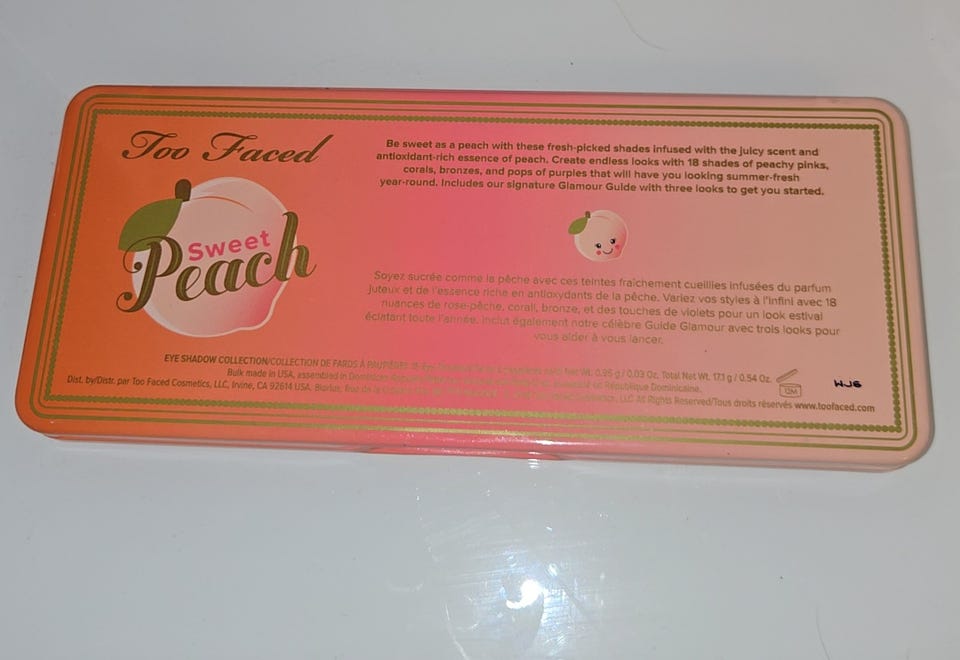 Too Faced
Sweet
Peach
Be sweet as a peach with these fresh-picked shades infused with the juicy scent and
antioxidant-rich essence of peach. Create endless looks with 18 shades of peachy pinks,
corals, bronzes, and pops of purples that will have you looking summer-fresh
year-round. Includes our signature Glamour Guide with three looks to get you started.
Soyez sucrée comme la pêche avec ces teintes fraîchement cueillies infusées du parfum
juteux et de l'essence riche en antioxydants de la pêche. Variez vos styles à l'infini avec 18
nuances de rose-pêche, corail, bronze, et des touches de violets pour un look estival
éclatant toute l'année. Inclut également notre célèbre Guide Glamour avec trois looks pour
vous aider à vous lancer.
EYE SHADOW COLLECTION/COLLECTION DE FARDS À PAUPIÈRES Net Wt. 0.95 g / 0.03 Oz. Total Net Wt. 17.1 g / 0.54 Oz.
Bulk made in USA, assembled in Dominican en République Dominicaine.
Dist. by/Distr. par Too Faced Cosmetics, LLC, Irvine, CA 92614 USA. LLC All Rights Reserved/Tous droits réservés www.toofaced.com
12M
WJ6